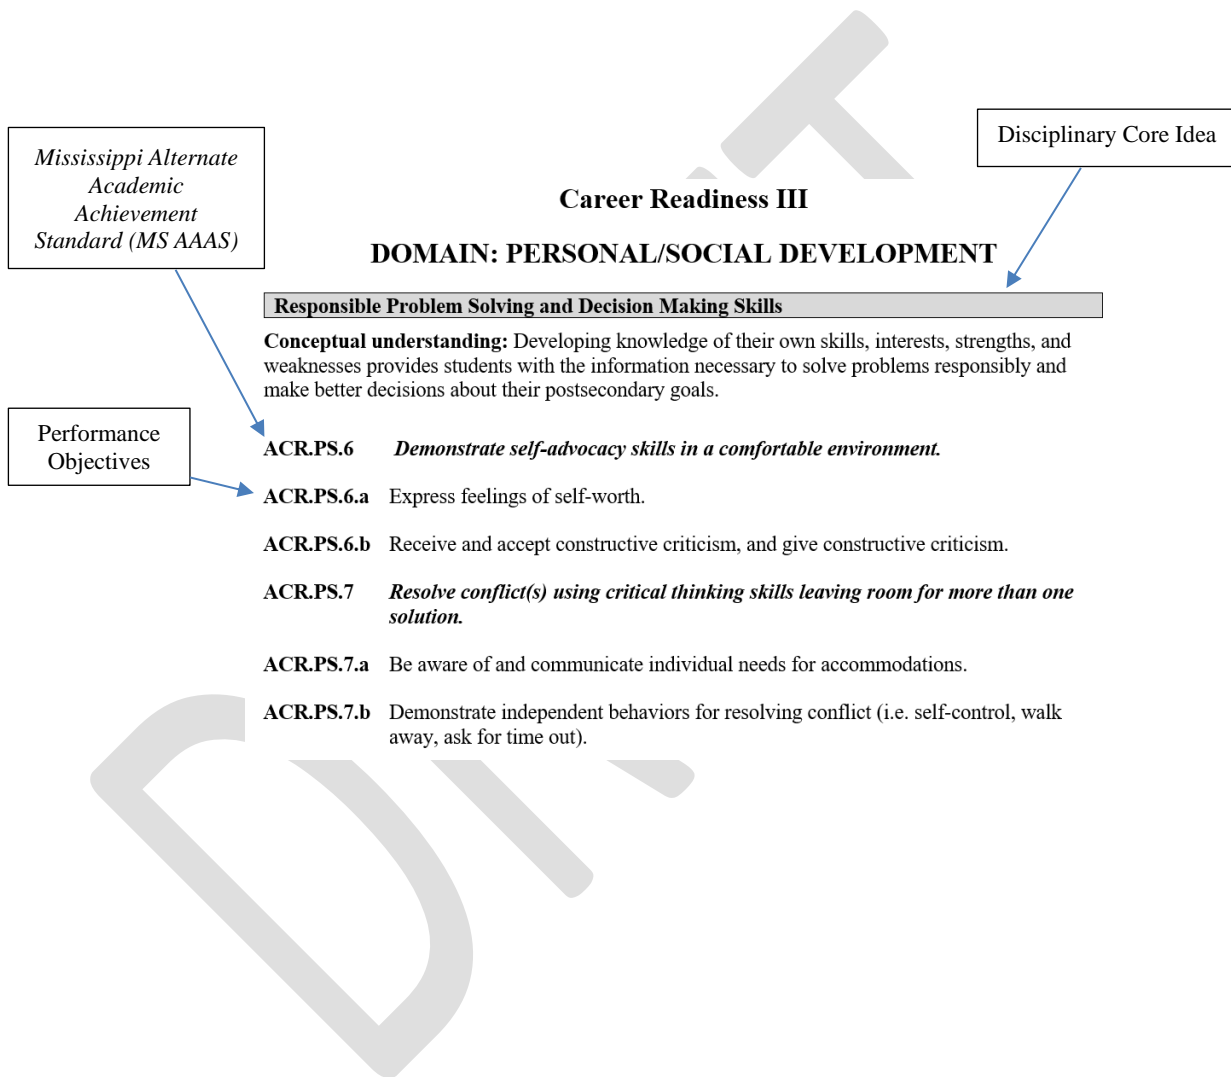 Mississippi Alternate
Academic
Achievement
Standard (MS AAAS)
Disciplinary Core Idea
Career Readiness III
DOMAIN: PERSONAL/SOCIAL DEVELOPMENT
Responsible Problem Solving and Decision Making Skills
Conceptual understanding: Developing knowledge of their own skills, interests, strengths, and
weaknesses provides students with the information necessary to solve problems responsibly and
make better decisions about their postsecondary goals.
Performance
Objectives
ACR.PS.6 Demonstrate self-advocacy skills in a comfortable environment.
ACR.PS.6.a Express feelings of self-worth.
ACR.PS.6.b Receive and accept constructive criticism, and give constructive criticism.
ACR.PS.7 Resolve conflict(s) using critical thinking skills leaving room for more than one
solution.
ACR.PS.7.a Be aware of and communicate individual needs for accommodations.
ACR.PS.7.b Demonstrate independent behaviors for resolving conflict (i.e. self-control, walk
away, ask for time out).